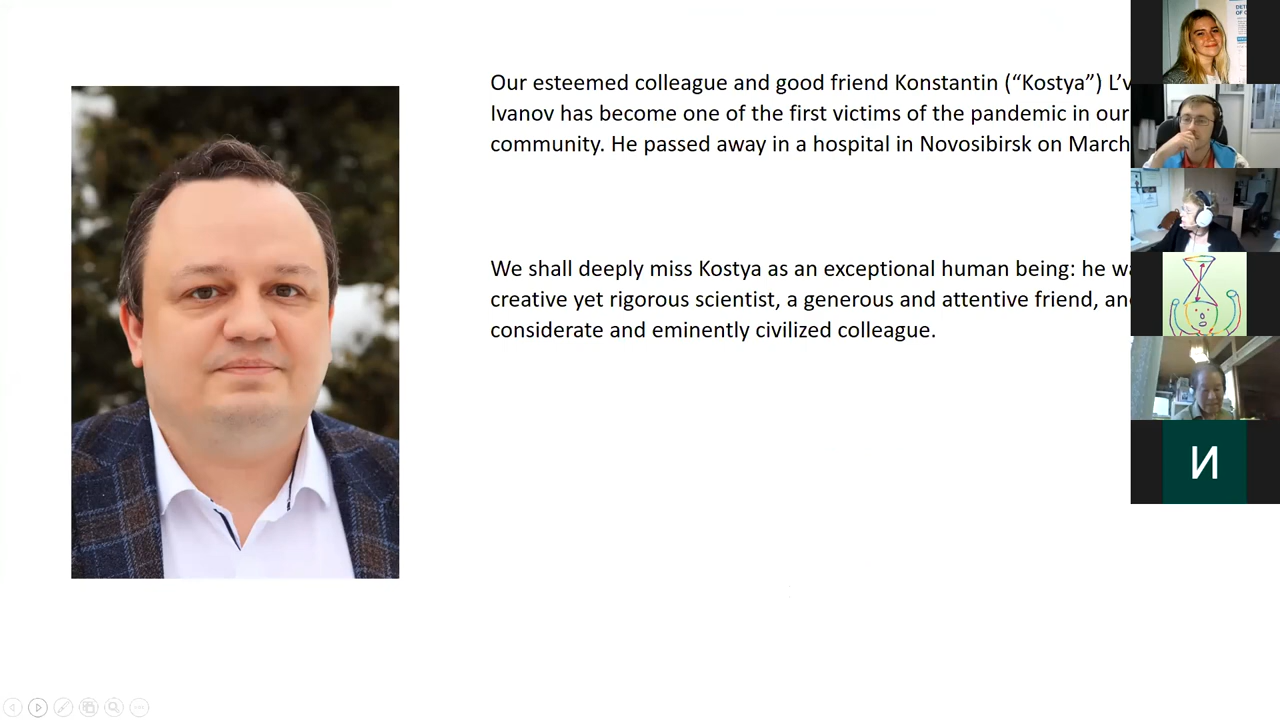 Our esteemed colleague and good friend Konstantin (“Kostya”)
Ivanov has become one of the first victims of the pandemic in our
community. He passed away in a hospital in Novosibirsk on March
We shall deeply miss Kostya as an exceptional human being: he
creative yet rigorous scientist, a generous and attentive friend,
considerate and eminently civilized colleague.
И